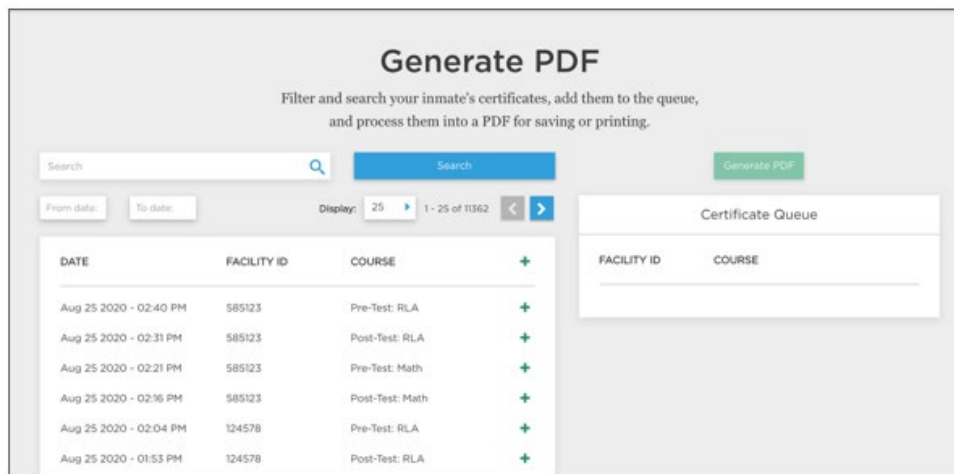 Generate PDF
Filter and search your inmate's certificates, add them to the queue,
and process them into a PDF for saving or printing.
Search Search Generate PDF
From date: To date: Display: 25 1 - 25 of 11362
Certificate Queue
DATE FACILITY ID COURSE +
FACILITY ID COURSE
Aug 25 2020 - 02:40 PM 585123 Pre-Test: RLA +
Aug 25 2020 - 02:31 PM 585123 Post-Test: RLA +
Aug 25 2020 - 02:21 PM 585123 Pre-Test: Math +
Aug 25 2020 - 02:16 PM 585123 Post-Test: Math +
Aug 25 2020 - 02:04 PM 124578 Pre-Test: RLA +
Aug 25 2020 - 01:53 PM 124578 Post-Test: RLA +